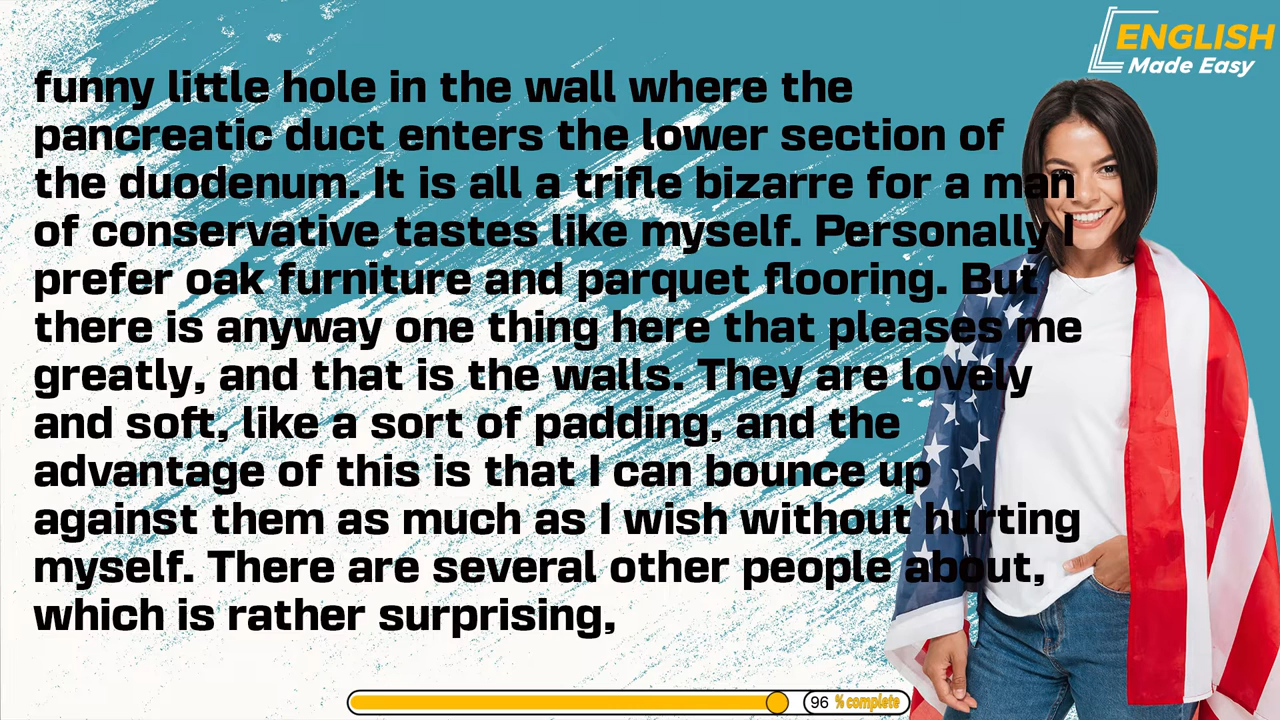 ENGLISH
Made Easy
funny little hole in the wall where the
pancreatic duct enters the lower section of
the duodenum. It is all a trifle bizarre for a man
of conservative tastes like myself. Personally I
prefer oak furniture and parquet flooring. But
there is anyway one thing here that pleases me
greatly, and that is the walls. They are lovely
and soft, like a sort of padding, and the
advantage of this is that I can bounce up
against them as much as I wish without hurting
myself. There are several other people about,
which is rather surprising,
96 % complete